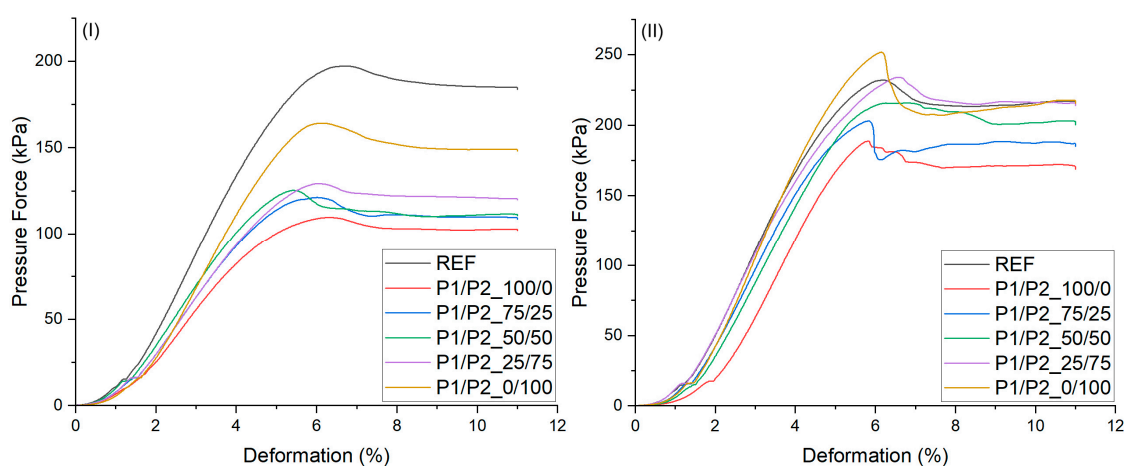 (I)
Pressure Force (kPa)
200
150
100
50
0
0 2 4 6 8 10 12
Deformation (%)
REF
P1/P2_100/0
P1/P2_75/25
P1/P2_50/50
P1/P2_25/75
P1/P2_0/100
(II)
Pressure Force (kPa)
250
200
150
100
50
0
0 2 4 6 8 10 12
Deformation (%)
REF
P1/P2_100/0
P1/P2_75/25
P1/P2_50/50
P1/P2_25/75
P1/P2_0/100